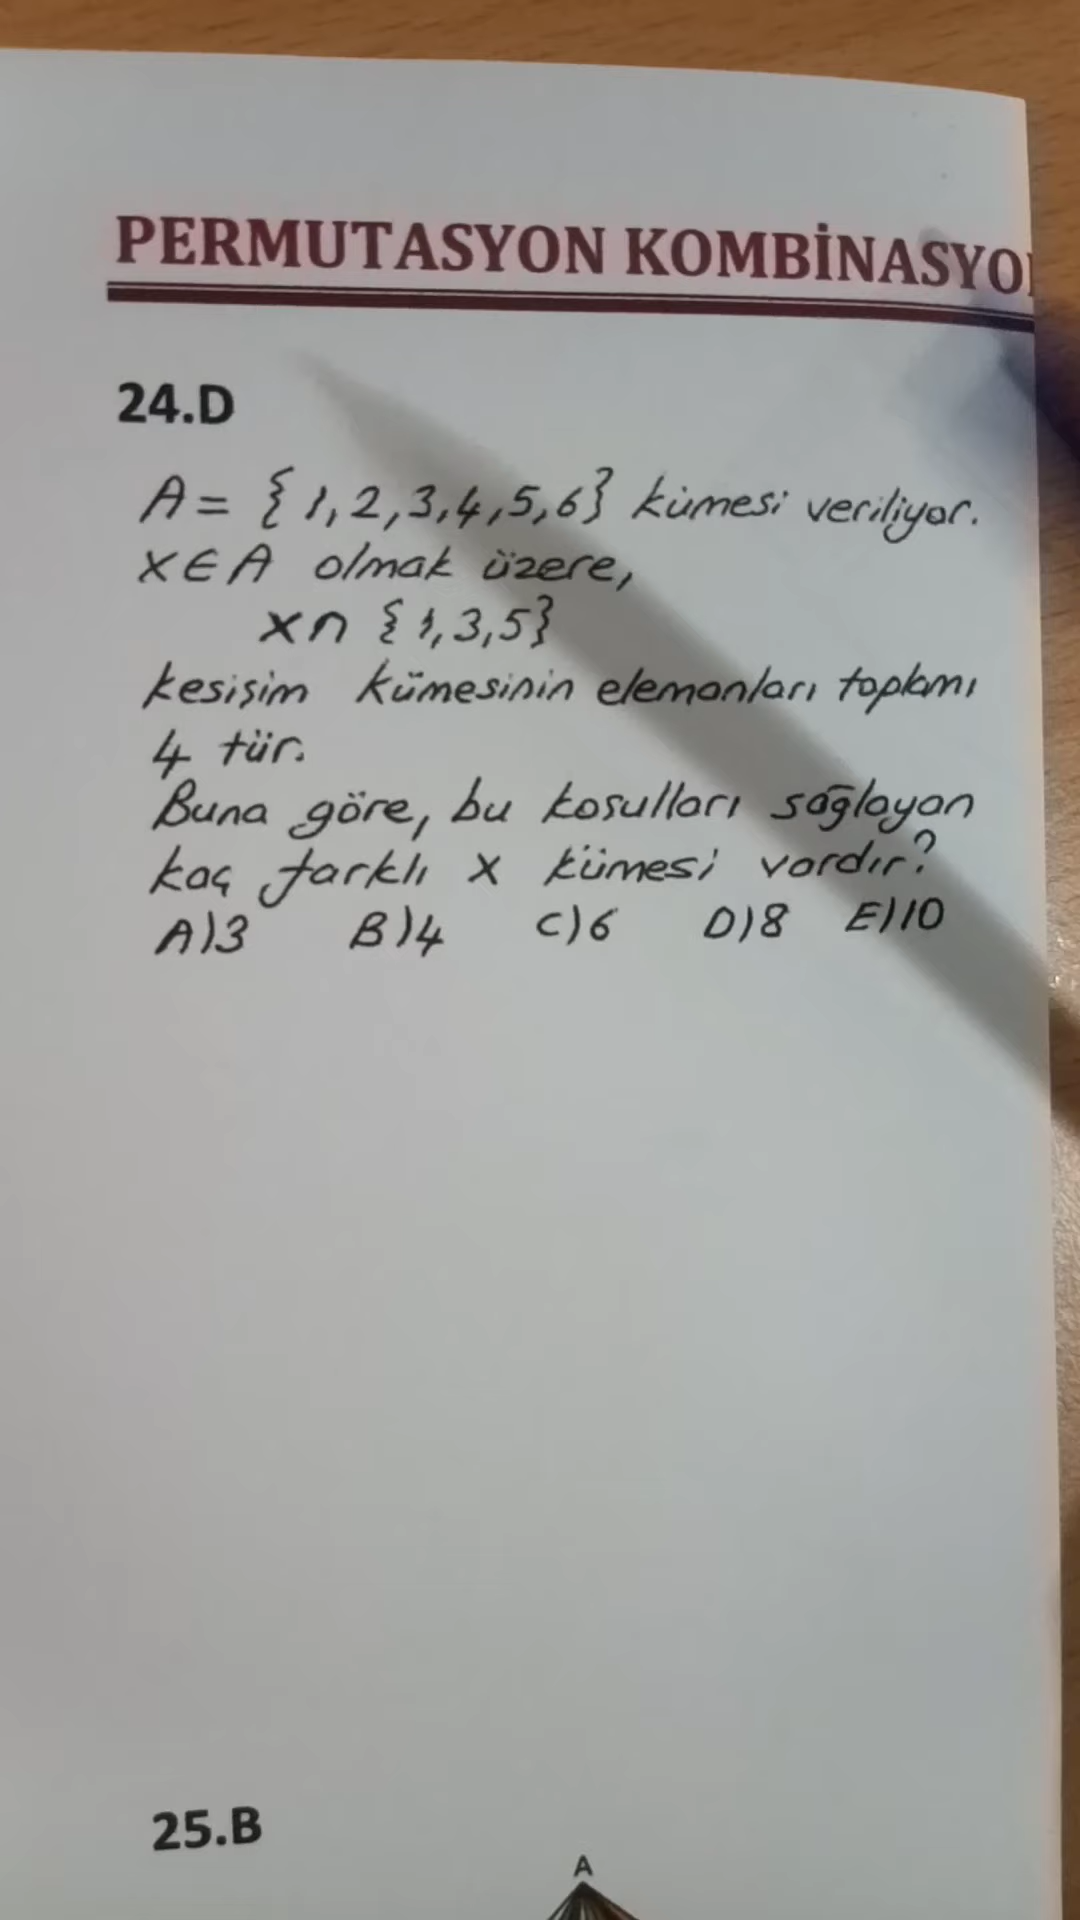 PERMUTASYON KOMBİNASYO
24.D
A = {1,2,3,4,5,6} kümesi veriliyor.
x∈A olmak üzere,
x∩ {1,3,5}
kesişim kümesinin elemanları toplamı
4 tür.
Buna göre, bu koşulları sağlayan
kaç farklı x kümesi vardır?
A)3 B)4 C)6 D)8 E)10
25.B
A